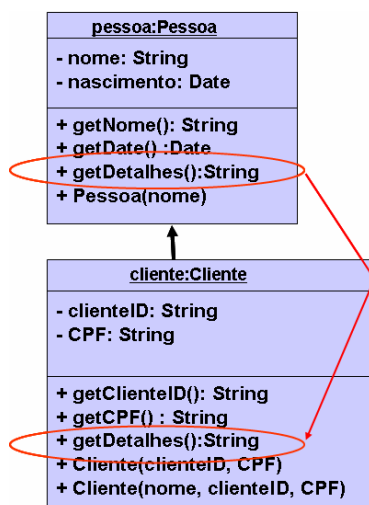 pessoa:Pessoa
- nome: String
- nascimento: Date
+ getNome(): String
+ getDate() :Date
+ getDetalhes():String
+ Pessoa(nome)
cliente:Cliente
- clienteID: String
- CPF: String
+ getClienteID(): String
+ getCPF() : String
+ getDetalhes():String
+ Cliente(clienteID, CPF)
+ Cliente(nome, clienteID, CPF)